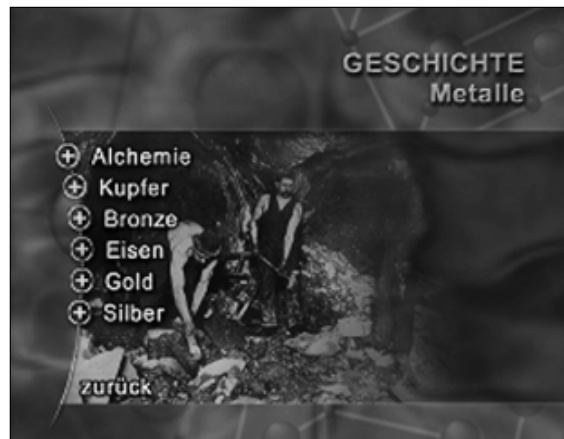 GESCHICHTE
Metalle
Alchemie
Kupfer
Bronze
Eisen
Gold
Silber
zurück